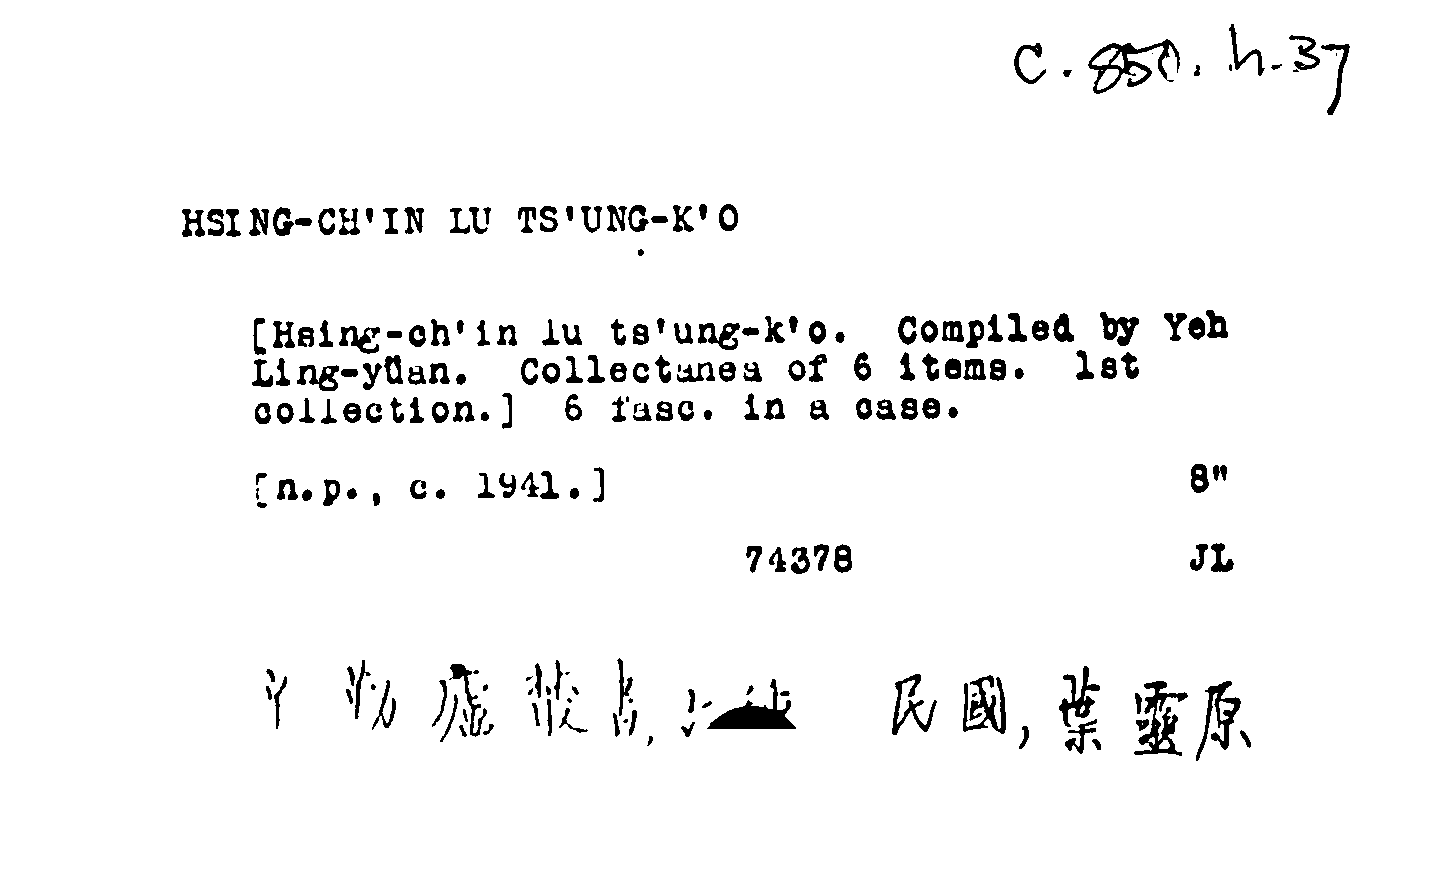 C. 850. h. 37
HSING-CH'IN LU TS'UNG-K'O
[Hsing-ch'in lu ts'ung-k'o. Compiled by Yeh
Ling-yüan. Collectanea of 6 items. 1st
collection.] 6 fasc. in a case.
[n.p., c. 1941.] 8"
74378 JL
民國, 葉靈原